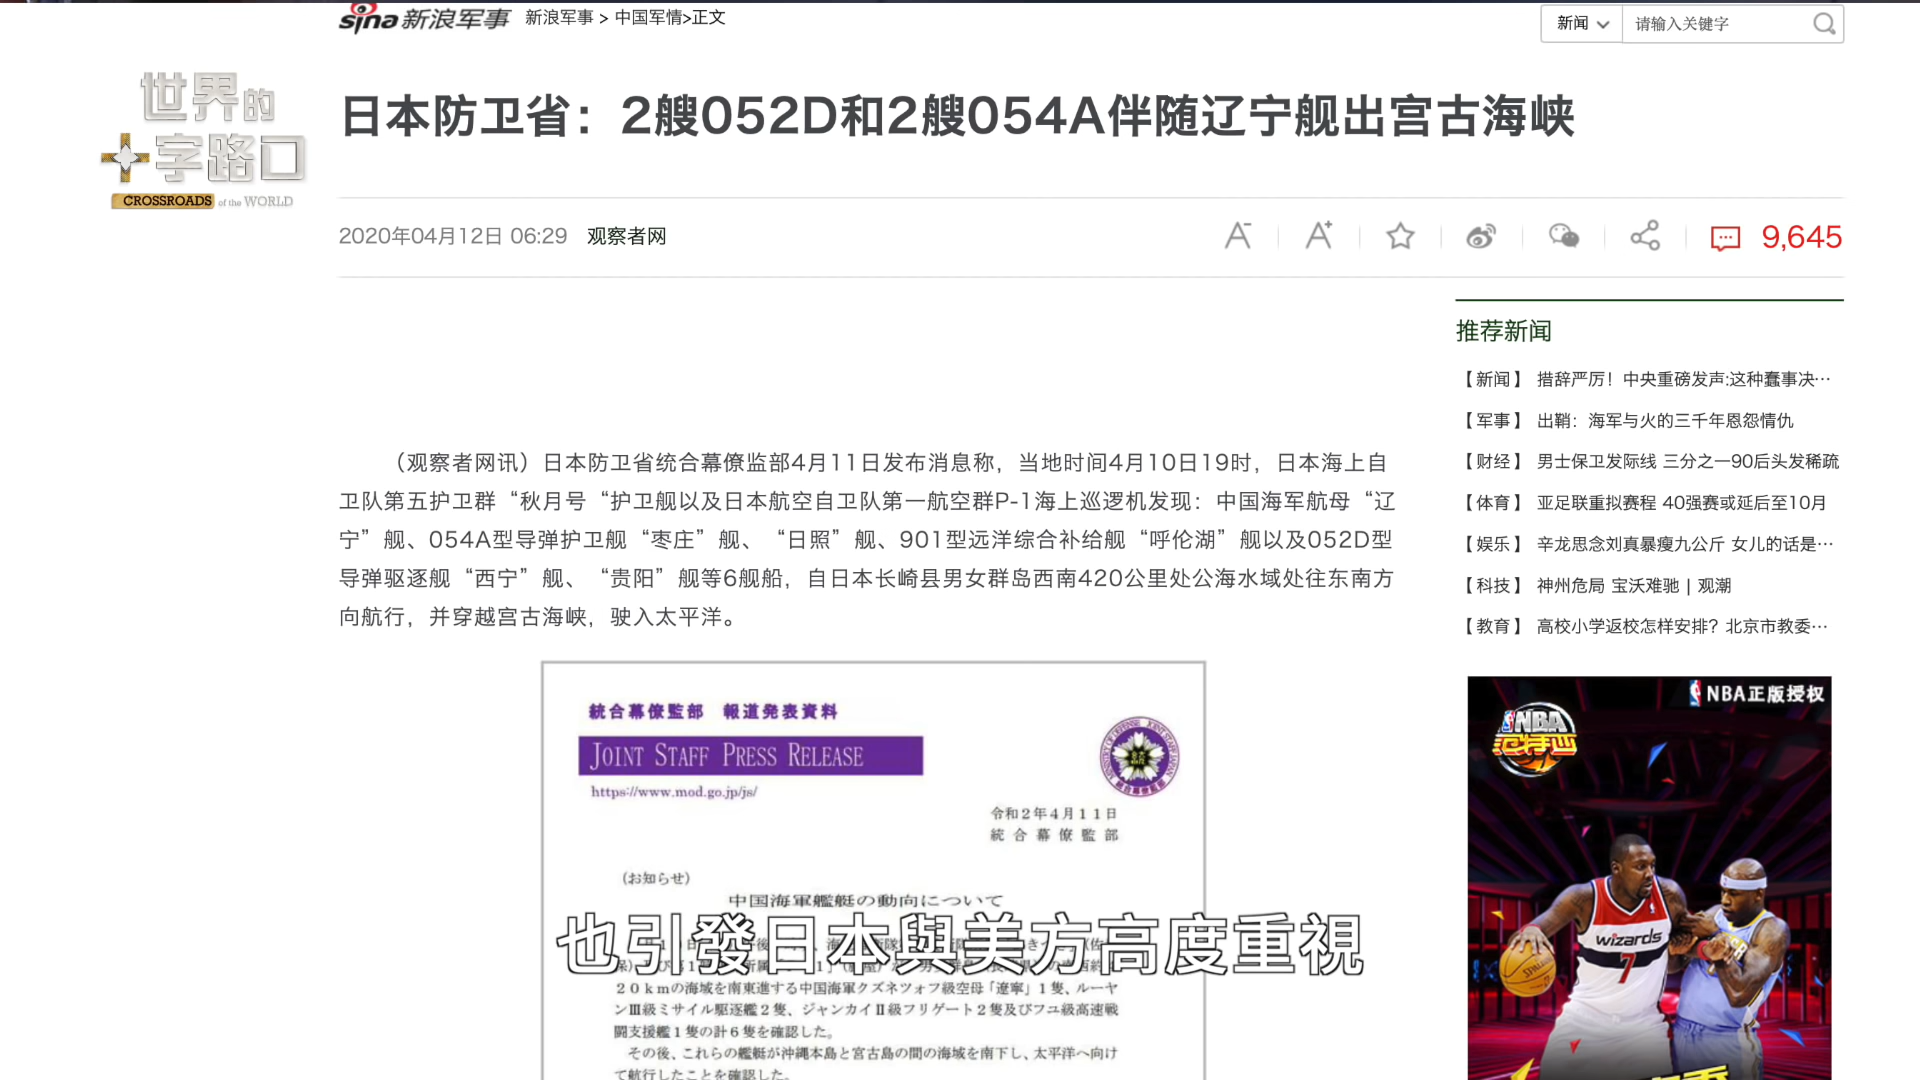 sina 新浪军事 新浪军事 > 中国军情>正文
新闻 请输入关键字
世界的
十字路口
CROSSROADS of the WORLD
日本防卫省：2艘052D和2艘054A伴随辽宁舰出宫古海峡
2020年04月12日 06:29 观察者网
A- A+ 9,645
（观察者网讯）日本防卫省统合幕僚监部4月11日发布消息称，当地时间4月10日19时，日本海上自
卫队第五护卫群“秋月号“护卫舰以及日本航空自卫队第一航空群P-1海上巡逻机发现：中国海军航母“辽
宁”舰、054A型导弹护卫舰“枣庄”舰、“日照”舰、901型远洋综合补给舰“呼伦湖”舰以及052D型
导弹驱逐舰“西宁”舰、“贵阳”舰等6舰船，自日本长崎县男女群岛西南420公里处公海水域处往东南方
向航行，并穿越宫古海峡，驶入太平洋。
統合幕僚監部 報道発表資料
JOINT STAFF PRESS RELEASE
https://www.mod.go.jp/js/
令和２年４月１１日
統合幕僚監部
（お知らせ）
中国海軍艦艇の動向について
也引發日本與美方高度重視
２０ｋｍの海域を南東進する中国海軍クズネツォフ級空母「遼寧」１隻、ルーヤ
ンⅢ級ミサイル駆逐艦２隻、ジャンカイⅡ級フリゲート２隻及びフユ級高速戦
闘支援艦１隻の計６隻を確認した。
その後、これらの艦艇が沖縄本島と宮古島の間の海域を南下し、太平洋へ向け
て航行したことを確認した。
推荐新闻
【新闻】 措辞严厉！中央重磅发声:这种蠢事决…
【军事】 出鞘：海军与火的三千年恩怨情仇
【财经】 男士保卫发际线 三分之一90后头发稀疏
【体育】 亚足联重拟赛程 40强赛或延后至10月
【娱乐】 辛龙思念刘真暴瘦九公斤 女儿的话是…
【科技】 神州危局 宝沃难驰 | 观潮
【教育】 高校小学返校怎样安排？北京市教委…
NBA正版授权
NBA
范特西
wizards
7
SPALDING